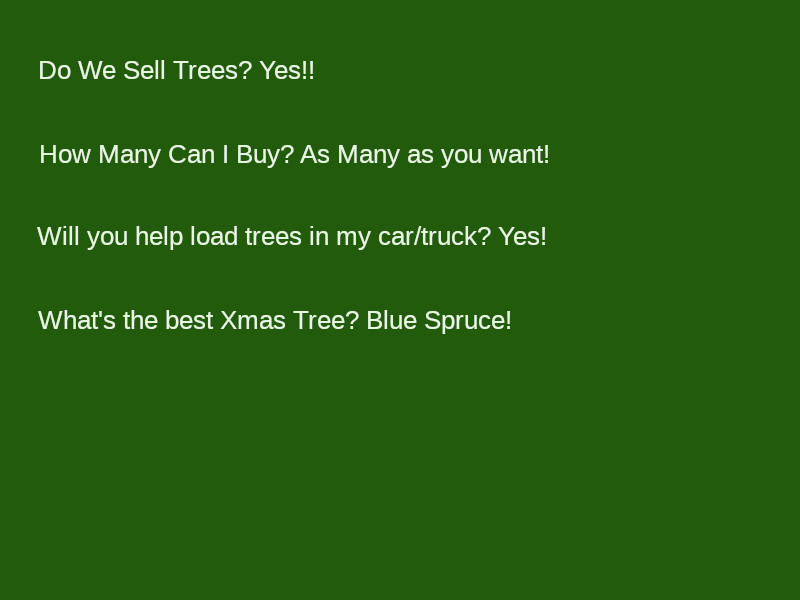 Do We Sell Trees? Yes!!
How Many Can I Buy? As Many as you want!
Will you help load trees in my car/truck? Yes!
What's the best Xmas Tree? Blue Spruce!